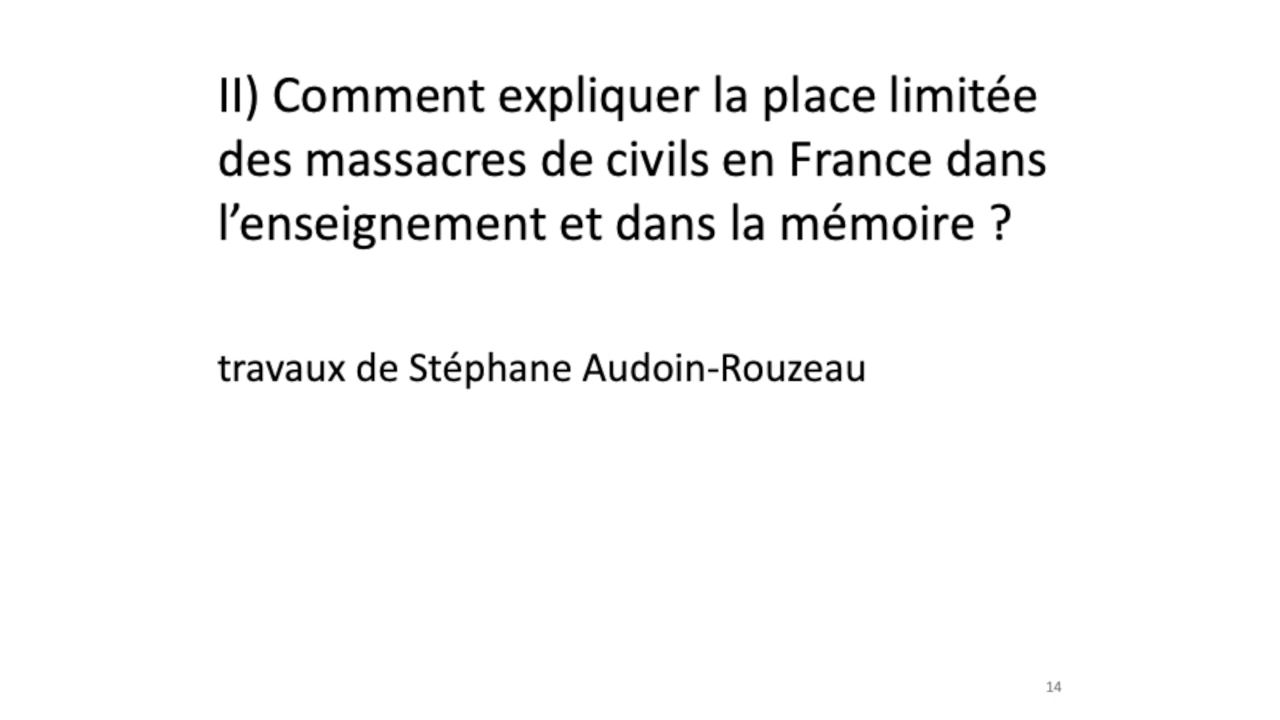 II) Comment expliquer la place limitée
des massacres de civils en France dans
l’enseignement et dans la mémoire ?
travaux de Stéphane Audoin-Rouzeau
14